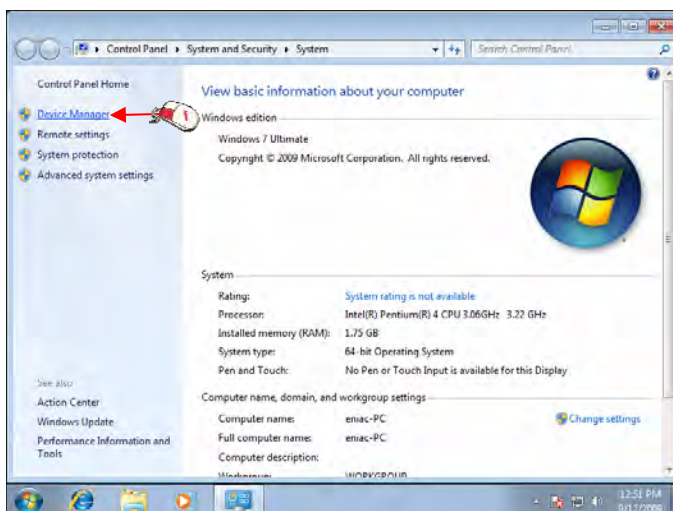 Control Panel ▸ System and Security ▸ System
Search Control Panel
Control Panel Home
Device Manager
Remote settings
System protection
Advanced system settings
See also
Action Center
Windows Update
Performance Information and
Tools
View basic information about your computer
Windows edition
Windows 7 Ultimate
Copyright © 2009 Microsoft Corporation. All rights reserved.
System
Rating: System rating is not available
Processor: Intel(R) Pentium(R) 4 CPU 3.06GHz 3.22 GHz
Installed memory (RAM): 1.75 GB
System type: 64-bit Operating System
Pen and Touch: No Pen or Touch Input is available for this Display
Computer name, domain, and workgroup settings
Computer name: eniac-PC Change settings
Full computer name: eniac-PC
Computer description:
Workgroup: WORKGROUP
12:51 PM